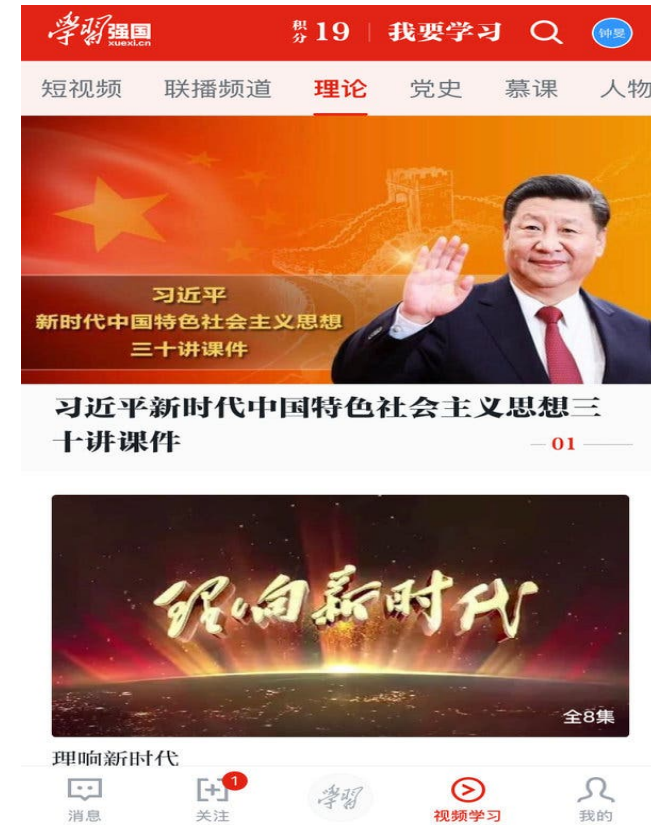 学习强国
xuexi.cn
积分 19 我要学习
钟旻
短视频 联播频道 理论 党史 慕课 人物
习近平
新时代中国特色社会主义思想
三十讲课件
习近平新时代中国特色社会主义思想三
十讲课件
01
理响新时代
全8集
理响新时代
1
學習
消息 关注 视频学习 我的